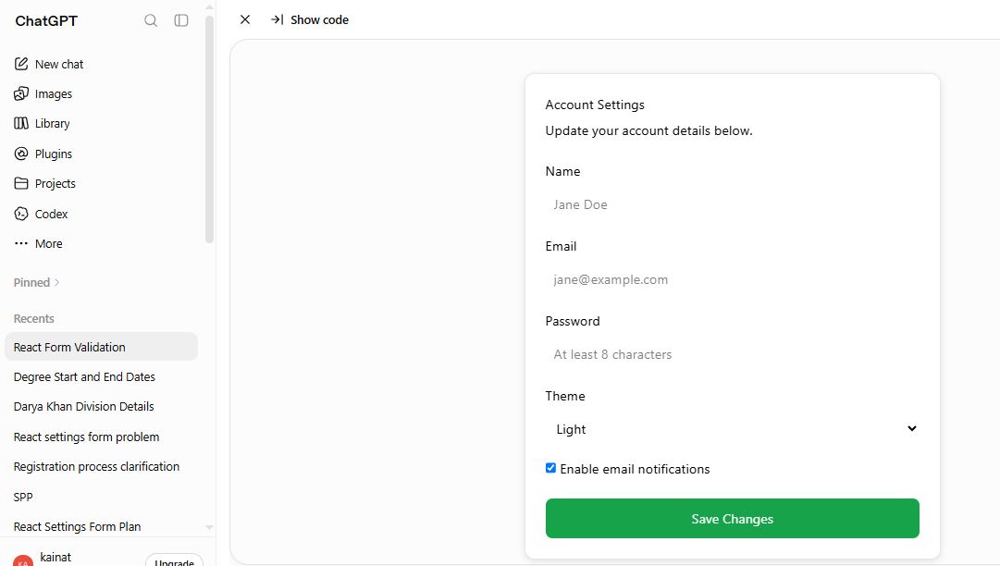 ChatGPT
New chat
Images
Library
Plugins
Projects
Codex
More
Pinned
Recents
React Form Validation
Degree Start and End Dates
Darya Khan Division Details
React settings form problem
Registration process clarification
SPP
React Settings Form Plan
KA
kainat
Upgrade
Show code
Account Settings
Update your account details below.
Name
Jane Doe
Email
jane@example.com
Password
At least 8 characters
Theme
Light
Enable email notifications
Save Changes